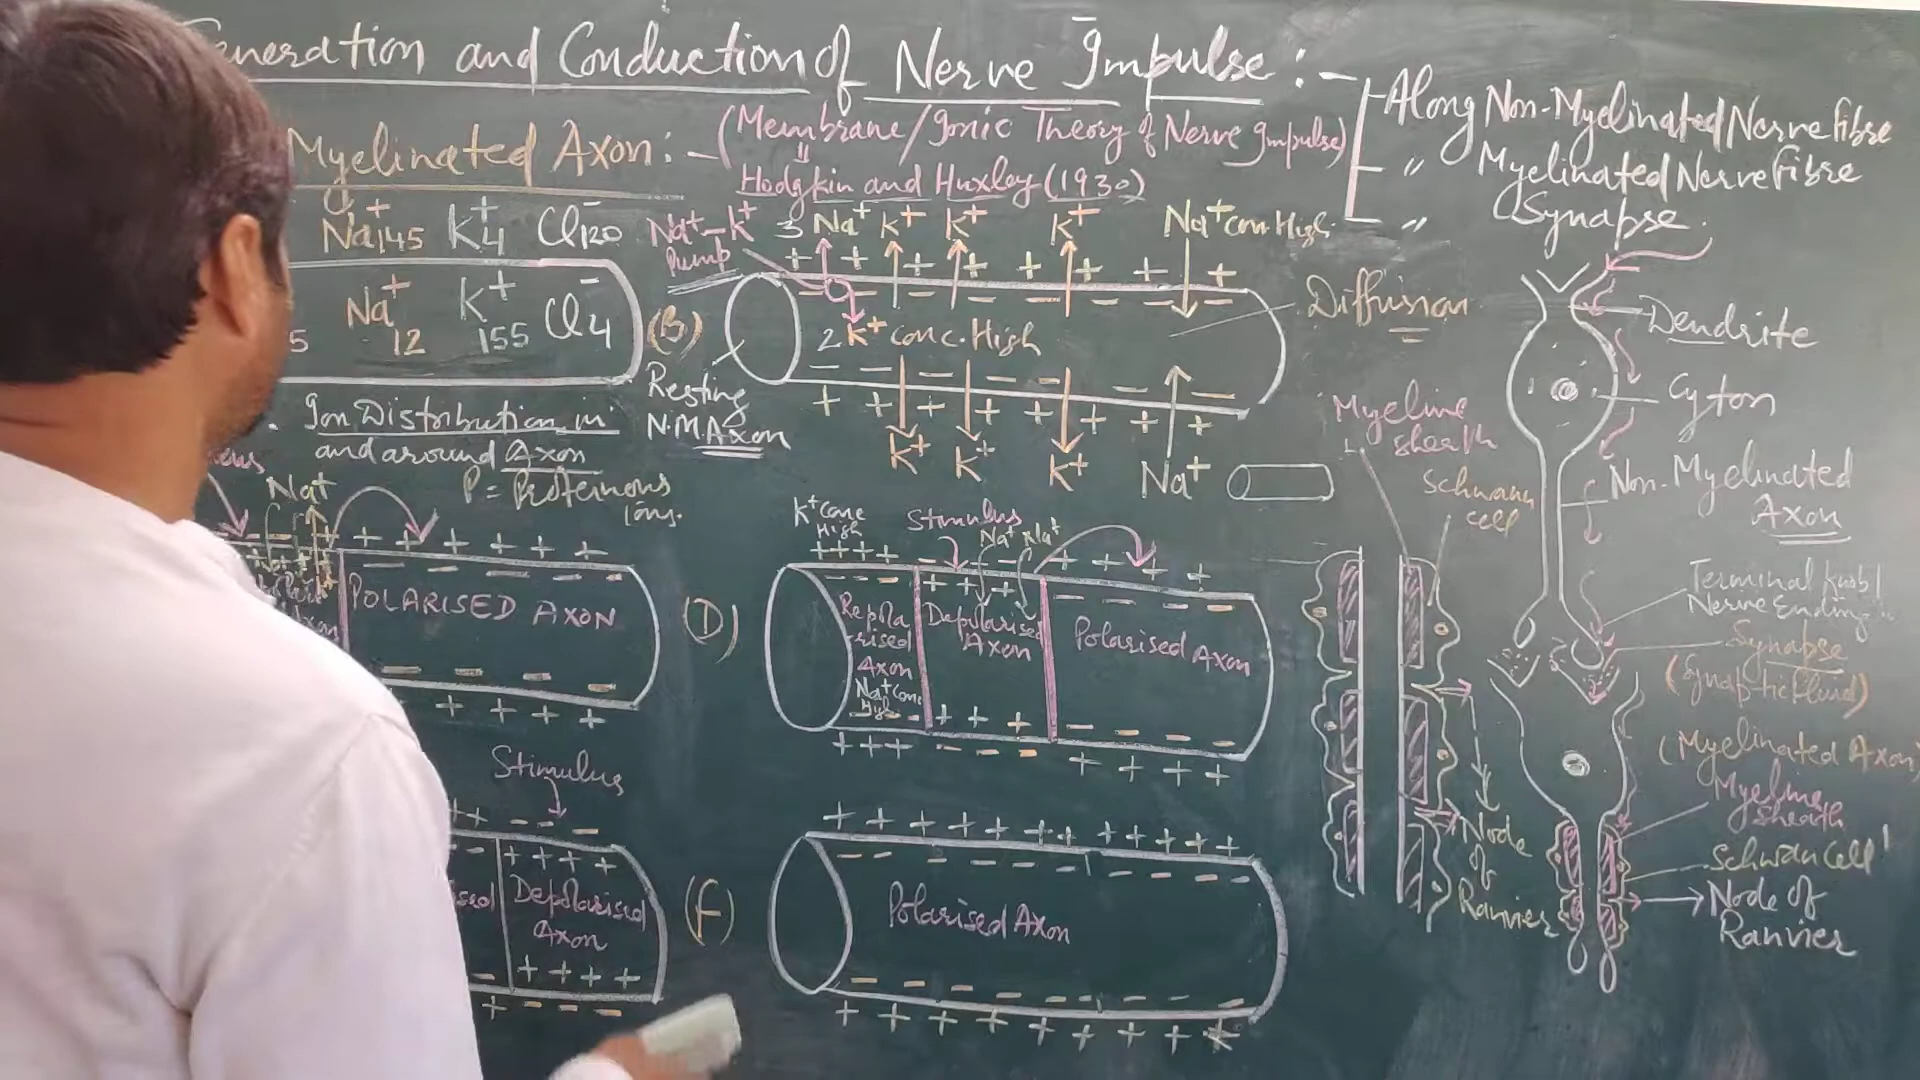 Generation and Conduction of Nerve Impulse :-
Along Non-Myelinated Nerve fibre
" Myelinated Nerve Fibre
" Synapse.
Myelinated Axon :- (Membrane/Ionic Theory of Nerve Impulse)
Hodgkin and Huxley (1930)
Na+145 K+4 Cl-120
Na+12 K+155 Cl-4
5
Ion Distribution in
and around Axon
P = Proteinous
ions.
Na+-K+
Pump
3 Na+ K+ K+ K+ Na+ con. High
(B)
2 K+ conc. High
Diffusion
Resting
N.M Axon
K+ K+ K+ Na+
Na+
POLARISED AXON
(D)
K+ conc
High
Stimulus
Na+ Na+
Repola
-rised
Axon
Na+ conc
High
Depolarised
Axon
Polarised Axon
Stimulus
Depolarised
Axon
(F)
Polarised Axon
Myeline
sheath
Schwann
cell
Node
of
Ranvier
Dendrite
Cyton
Non-Myelinated
Axon
Terminal knob/
Nerve Ending
Synapse
(Synaptic fluid)
(Myelinated Axon)
Myeline
sheath
Schwan Cell
Node of
Ranvier